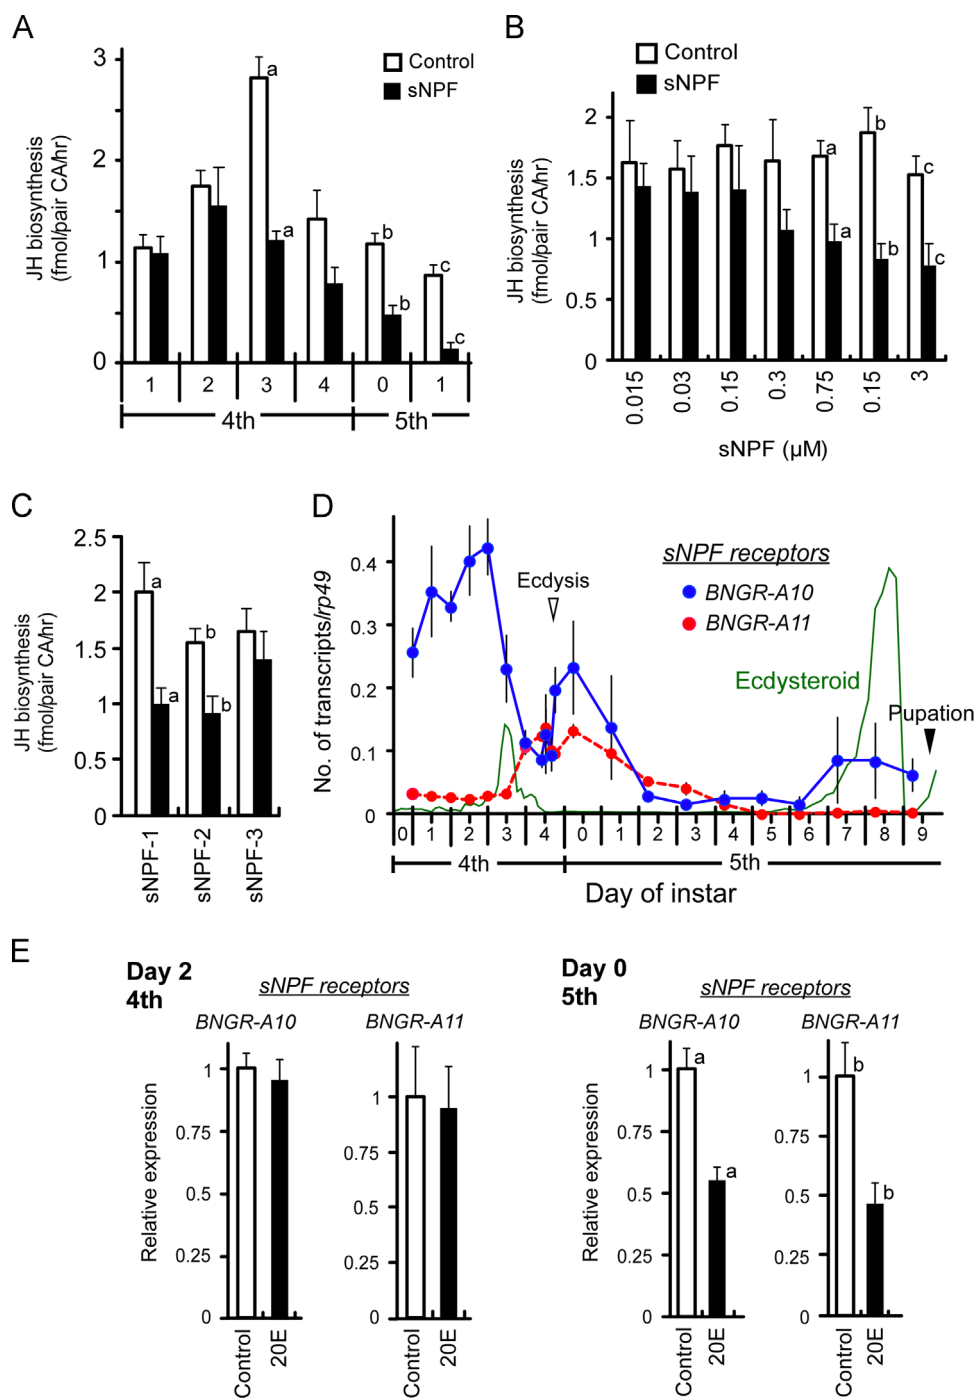 A
JH biosynthesis
(fmol/pair CA/hr)
3
2
1
0
Control
sNPF
a
a
b
b
c
c
1 2 3 4 0 1
4th 5th
B
JH biosynthesis
(fmol/pair CA/hr)
Control
sNPF
2
1.5
1
0.5
0
a
a
b
b
c
c
0.015 0.03 0.15 0.3 0.75 0.15 3
sNPF (µM)
C
JH biosynthesis
(fmol/pair CA/hr)
2.5
2
1.5
1
0.5
0
a
a
b
b
sNPF-1 sNPF-2 sNPF-3
D
No. of transcripts/rp49
0.4
0.3
0.2
0.1
0
Ecdysis
sNPF receptors
BNGR-A10
BNGR-A11
Ecdysteroid
Pupation
0 1 2 3 4 0 1 2 3 4 5 6 7 8 9
4th 5th
Day of instar
E
Day 2
4th
sNPF receptors
BNGR-A10
Relative expression
1
0.75
0.5
0.25
0
Control 20E
BNGR-A11
1
0.75
0.5
0.25
0
Control 20E
Day 0
5th
sNPF receptors
BNGR-A10
Relative expression
1
0.75
0.5
0.25
0
a
a
Control 20E
BNGR-A11
1
0.75
0.5
0.25
0
b
b
Control 20E